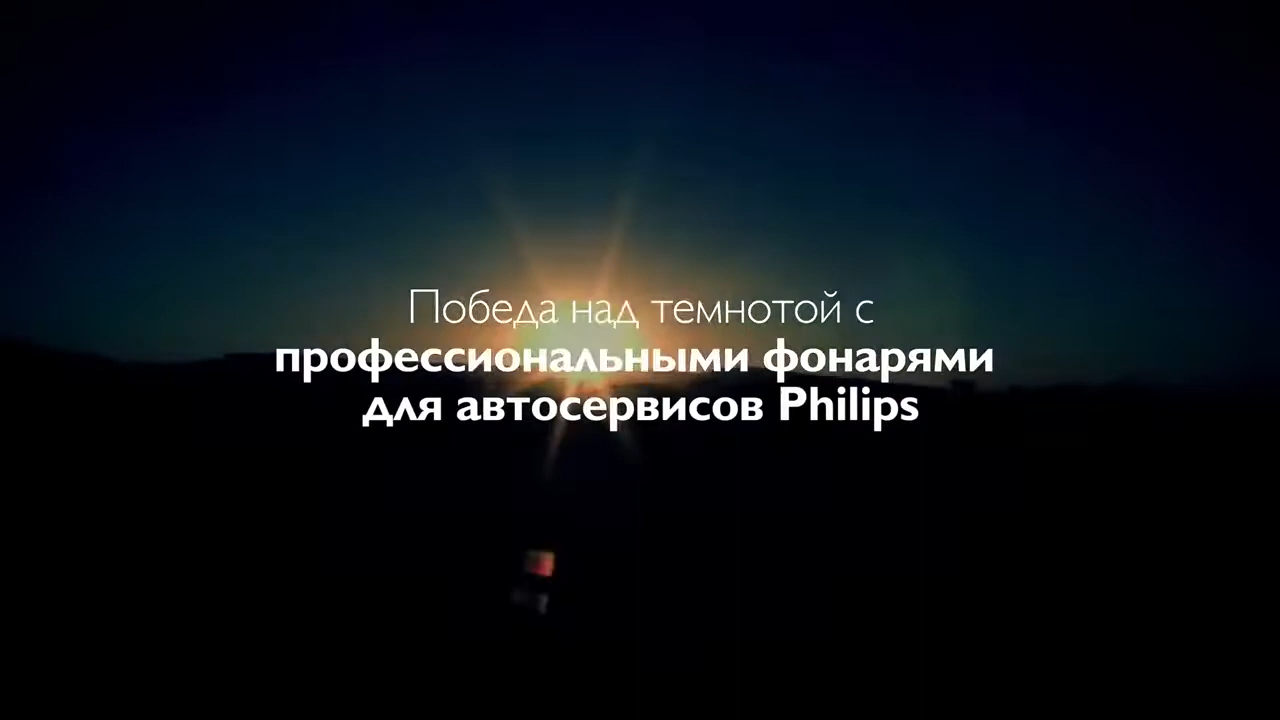 Победа над темнотой с
профессиональными фонарями
для автосервисов Philips